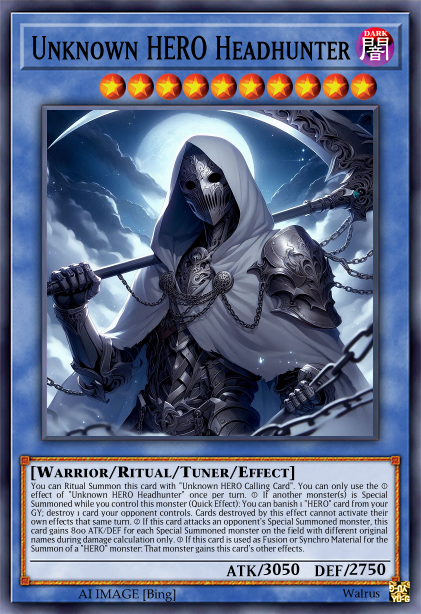 UNKNOWN HERO HEADHUNTER
DARK
闇
[WARRIOR/RITUAL/TUNER/EFFECT]
You can Ritual Summon this card with "Unknown HERO Calling Card". You can only use the ①
effect of "Unknown HERO Headhunter" once per turn. ① If another monster(s) is Special
Summoned while you control this monster (Quick Effect): You can banish 1 "HERO" card from your
GY; destroy 1 card your opponent controls. Cards destroyed by this effect cannot activate their
own effects that same turn. ② If this card attacks an opponent's Special Summoned monster, this
card gains 800 ATK/DEF for each Special Summoned monster on the field with different original
names during damage calculation only. ③ If this card is used as Fusion or Synchro Material for the
Summon of a "HERO" monster: That monster gains this card's other effects.
ATK/3050 DEF/2750
AI IMAGE [Bing] Walrus